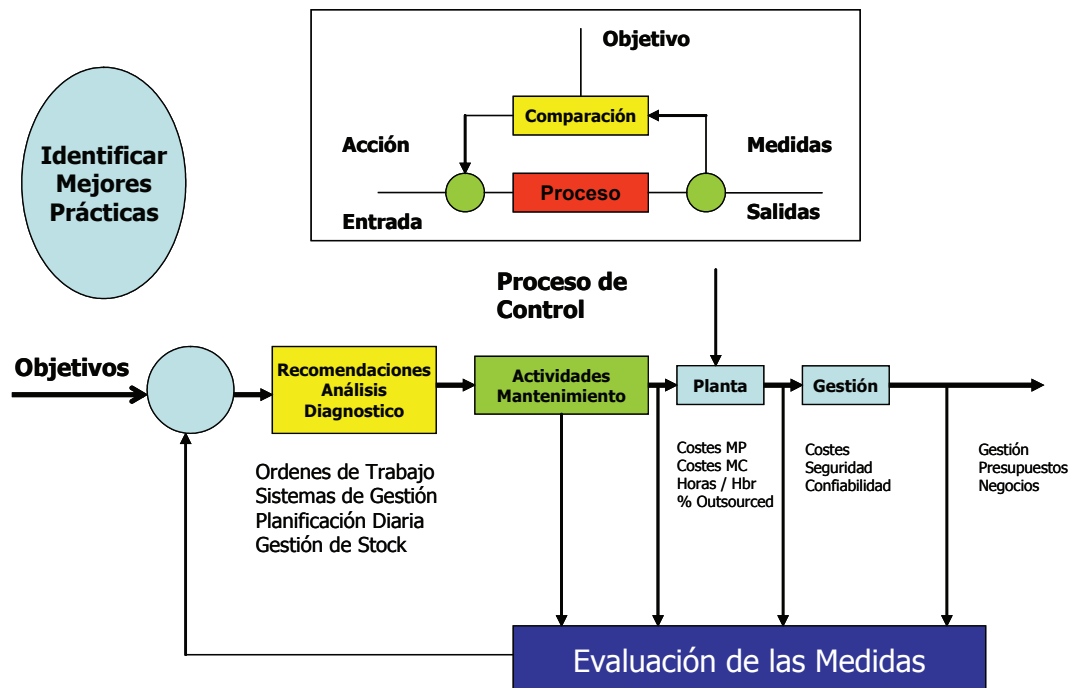 Objetivo
Comparación
Acción
Medidas
Proceso
Entrada
Salidas
Identificar
Mejores
Prácticas
Proceso de
Control
Objetivos
Recomendaciones
Análisis
Diagnostico
Actividades
Mantenimiento
Planta
Gestión
Ordenes de Trabajo
Sistemas de Gestión
Planificación Diaria
Gestión de Stock
Costes MP
Costes MC
Horas / Hbr
% Outsourced
Costes
Seguridad
Confiabilidad
Gestión
Presupuestos
Negocios
Evaluación de las Medidas